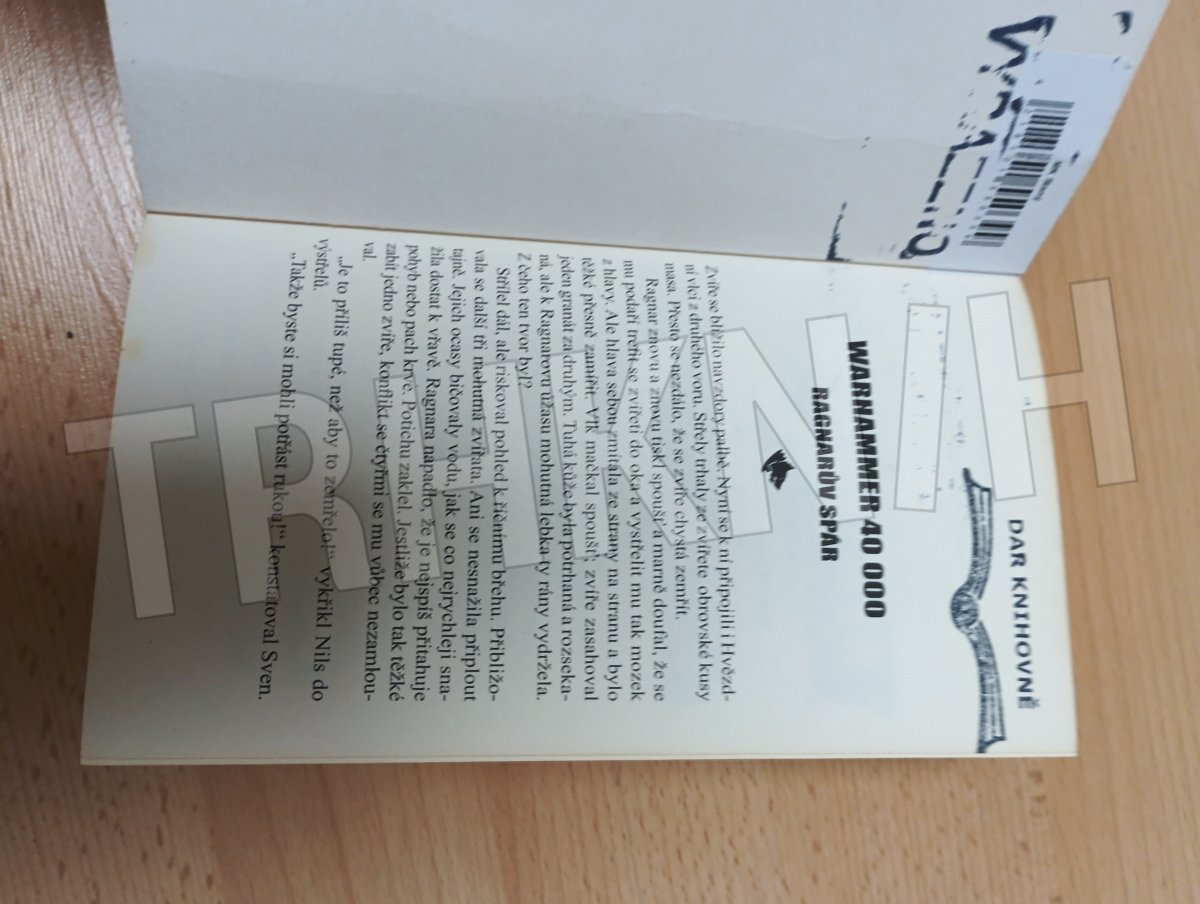 VYŘAZENO
DAR KNIHOVNĚ
WARHAMMER 40 000
RAGNARŮV SPÁR
Zvíře se blížilo navzdory palbě. Nyní se k ní připojili i Hvězd-
ní vlci z druhého voru. Střely trhaly ze zvířete obrovské kusy
masa. Přesto se nezdálo, že se zvíře chystá zemřít.
Ragnar znovu a znovu tiskl spoušť a marně doufal, že se
mu podaří trefit se zvířeti do oka a vystřelit mu tak mozek
z hlavy. Ale hlava sebou zmítala ze strany na stranu a bylo
těžké přesně zamířit. Vlk mačkal spoušť; zvíře zasahoval
jeden granát za druhým. Tuhá kůže byla potrhaná a rozseka-
ná, ale k Ragnarovu úžasu mohutná lebka ty rány vydržela.
Z čeho ten tvor byl?
Střílel dál, ale riskoval pohled k říčnímu břehu. Přibližo-
vala se další tři mohutná zvířata. Ani se nesnažila připlout
tajně. Jejich ocasy bičovaly vodu, jak se co nejrychleji sna-
žila dostat k vřavě. Ragnara napadlo, že je nejspíš přitahuje
pohyb nebo pach krve. Potichu zaklel. Jestliže bylo tak těžké
zabít jedno zvíře, konflikt se čtyřmi se mu vůbec nezamlou-
val.
„Je to příliš tupé, než aby to zemřelo!“ vykřikl Nils do
výstřelů.
„Takže byste si mohli potřást rukou!“ konstatoval Sven.